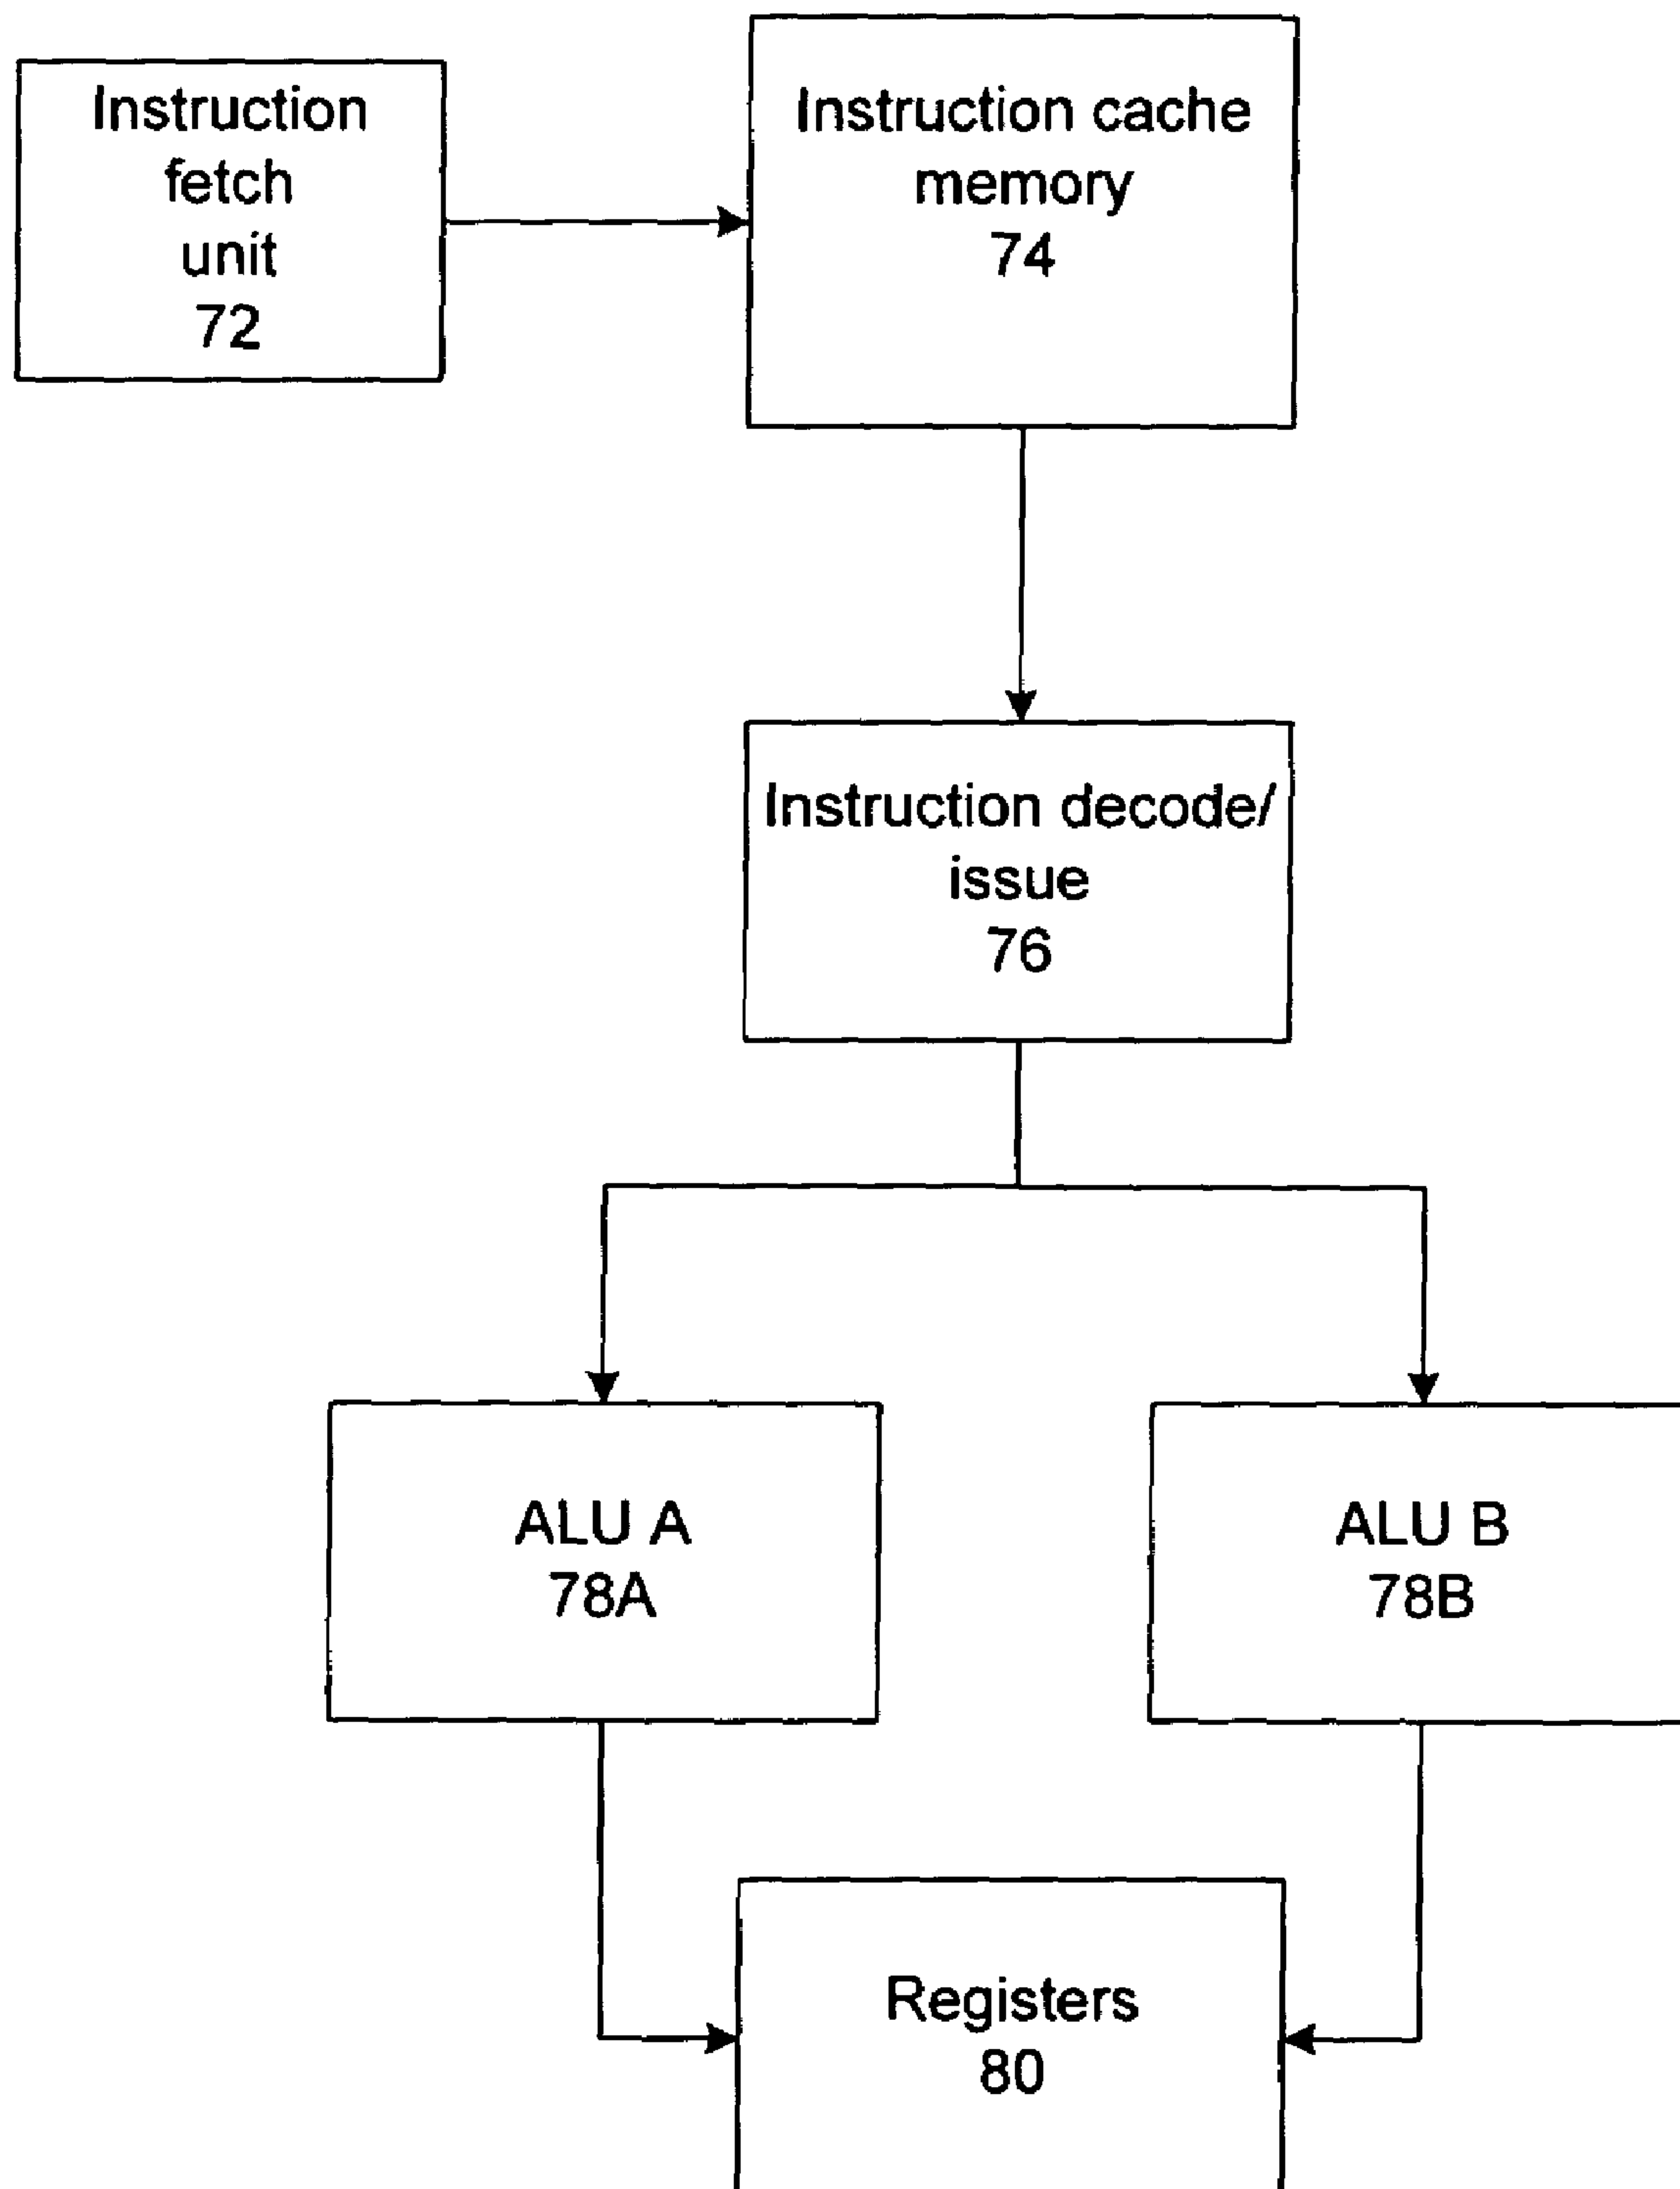 Instruction
fetch
unit
72
Instruction cache
memory
74
Instruction decode/
issue
76
ALU A
78A
ALU B
78B
Registers
80